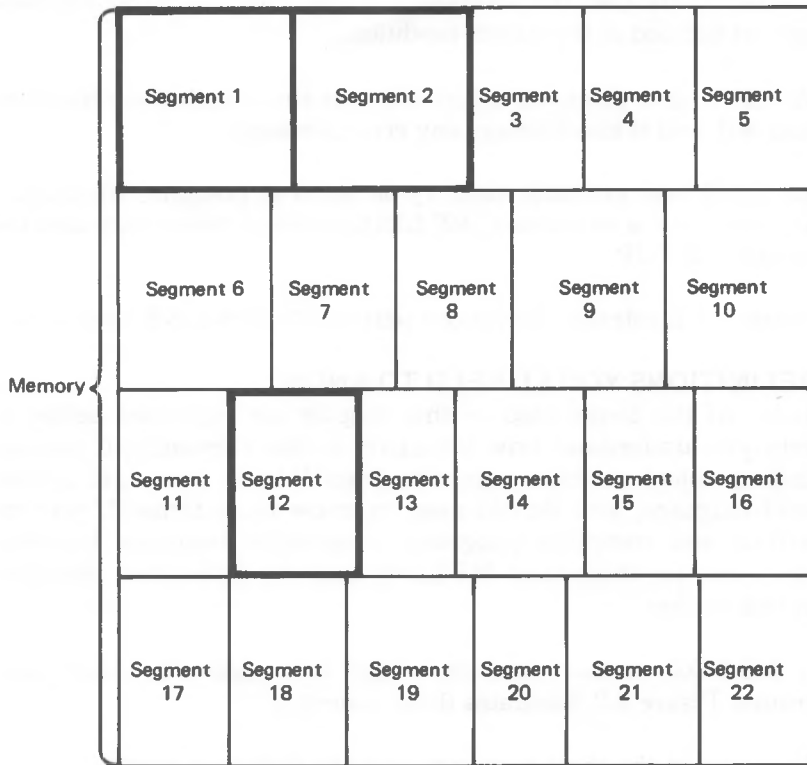 Segment 1
Segment 2
Segment
3
Segment
4
Segment
5
Segment 6
Segment
7
Segment
8
Segment
9
Segment
10
Memory
Segment
11
Segment
12
Segment
13
Segment
14
Segment
15
Segment
16
Segment
17
Segment
18
Segment
19
Segment
20
Segment
21
Segment
22